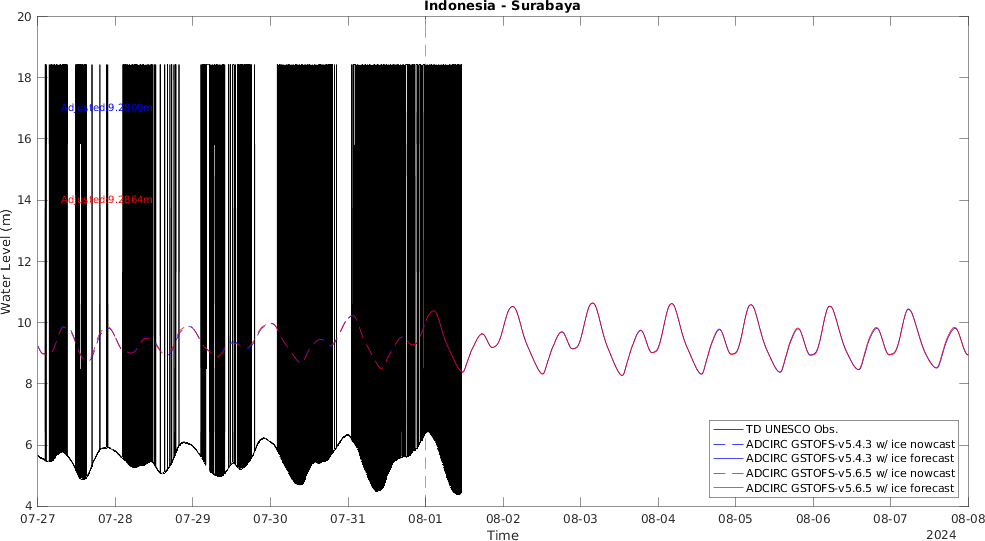 Indonesia - Surabaya
20
18
16
14
12
10
8
6
4
Water Level (m)
Adjusted:9.2305m
Adjusted:9.2364m
TD UNESCO Obs.
ADCIRC GSTOFS-v5.4.3 w/ ice nowcast
ADCIRC GSTOFS-v5.4.3 w/ ice forecast
ADCIRC GSTOFS-v5.6.5 w/ ice nowcast
ADCIRC GSTOFS-v5.6.5 w/ ice forecast
07-27 07-28 07-29 07-30 07-31 08-01 08-02 08-03 08-04 08-05 08-06 08-07 08-08
Time
2024